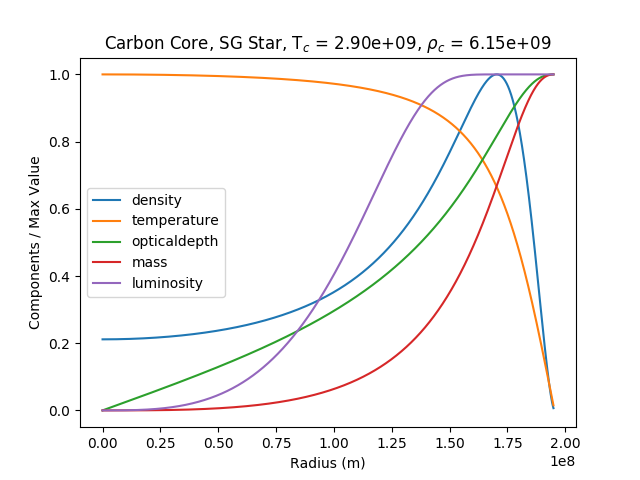 Carbon Core, SG Star, T_c = 2.90e+09, ρ_c = 6.15e+09
1.0
0.8
0.6
0.4
0.2
0.0
Components / Max Value
density
temperature
opticaldepth
mass
luminosity
0.00 0.25 0.50 0.75 1.00 1.25 1.50 1.75 2.00
1e8
Radius (m)